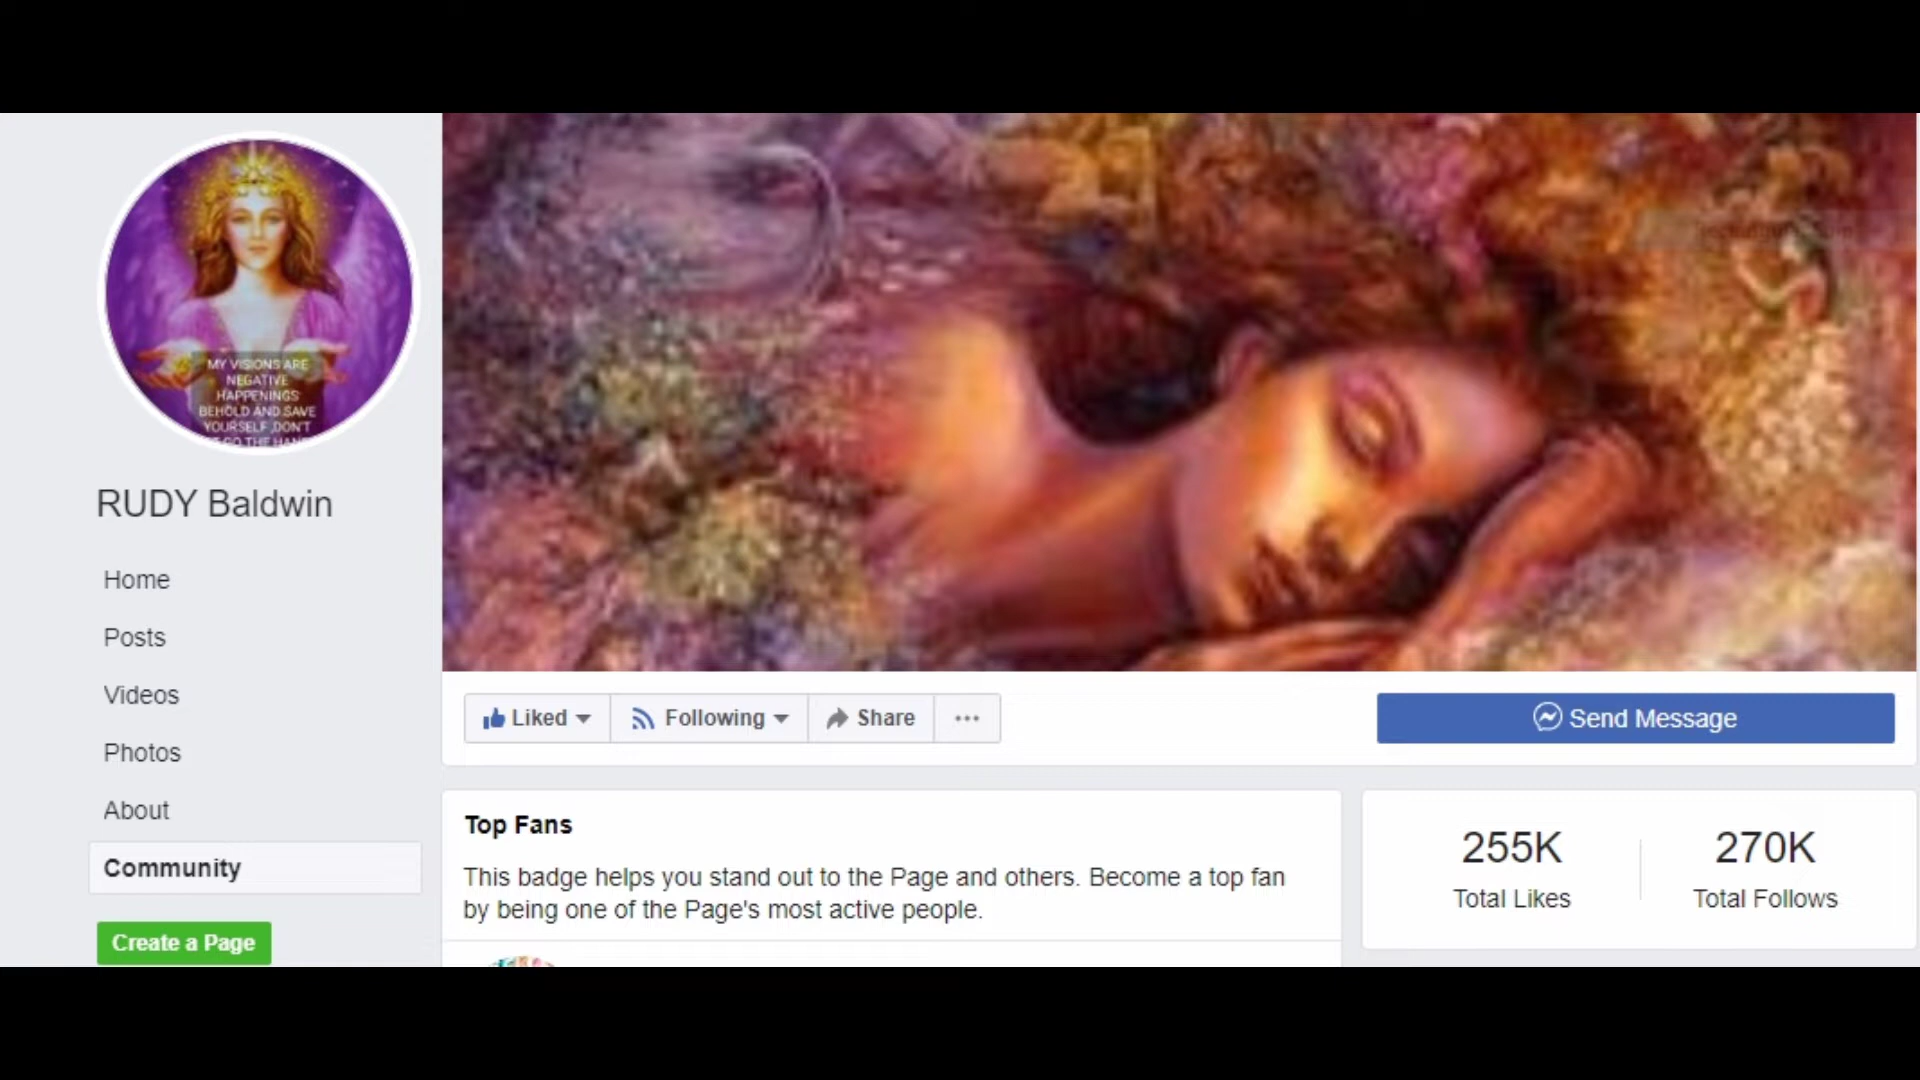 MY VISIONS ARE
NEGATIVE
HAPPENINGS
BEHOLD AND SAVE
YOURSELF ,DON'T
GO THE
RUDY Baldwin
Home
Posts
Videos
Photos
About
Community
Create a Page
Liked
Following
Share
Send Message
Top Fans
This badge helps you stand out to the Page and others. Become a top fan
by being one of the Page's most active people.
255K
Total Likes
270K
Total Follows